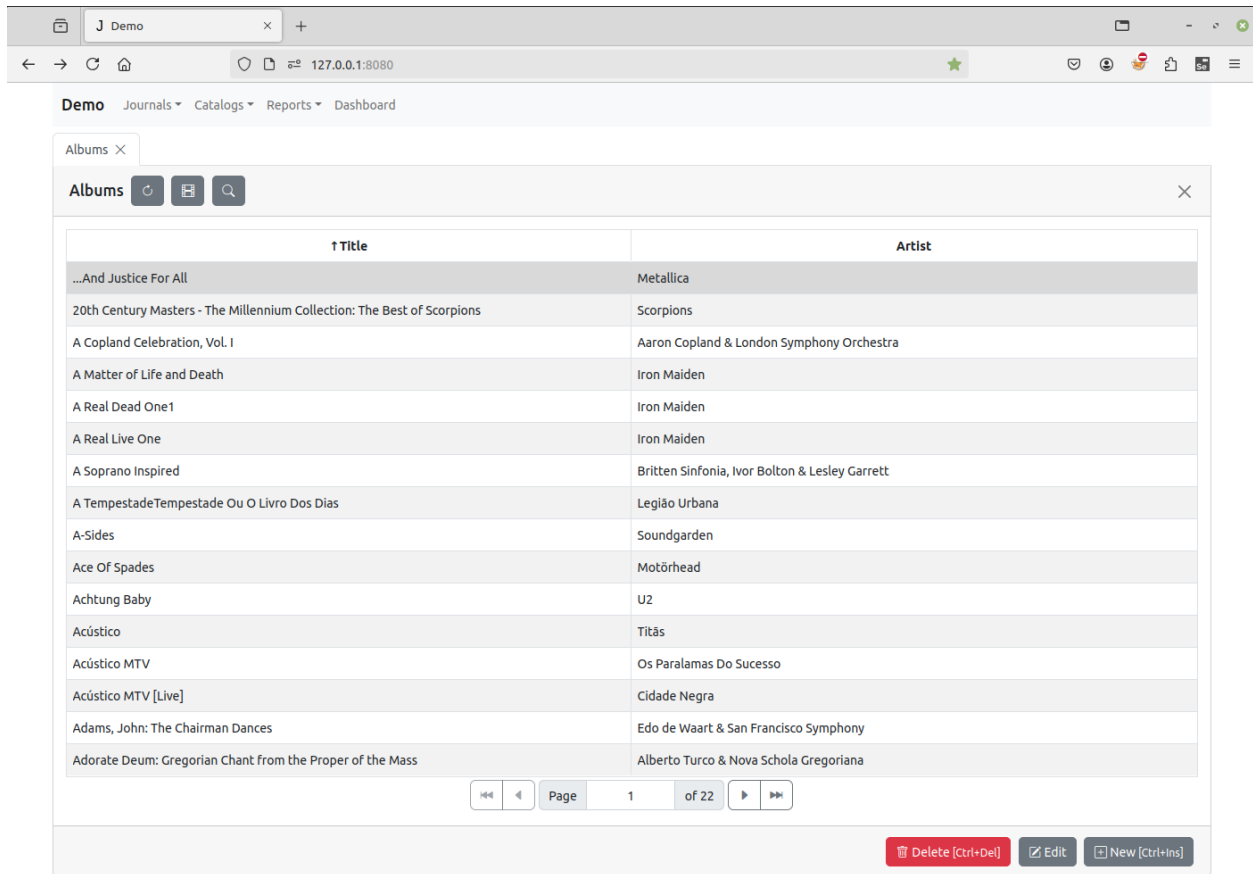 J Demo
127.0.0.1:8080
Se
Demo Journals Catalogs Reports Dashboard
Albums
Albums
↑Title Artist
...And Justice For All Metallica
20th Century Masters - The Millennium Collection: The Best of Scorpions Scorpions
A Copland Celebration, Vol. I Aaron Copland & London Symphony Orchestra
A Matter of Life and Death Iron Maiden
A Real Dead One1 Iron Maiden
A Real Live One Iron Maiden
A Soprano Inspired Britten Sinfonia, Ivor Bolton & Lesley Garrett
A TempestadeTempestade Ou O Livro Dos Dias Legião Urbana
A-Sides Soundgarden
Ace Of Spades Motörhead
Achtung Baby U2
Acústico Titãs
Acústico MTV Os Paralamas Do Sucesso
Acústico MTV [Live] Cidade Negra
Adams, John: The Chairman Dances Edo de Waart & San Francisco Symphony
Adorate Deum: Gregorian Chant from the Proper of the Mass Alberto Turco & Nova Schola Gregoriana
Page 1 of 22
Delete [Ctrl+Del] Edit New [Ctrl+Ins]